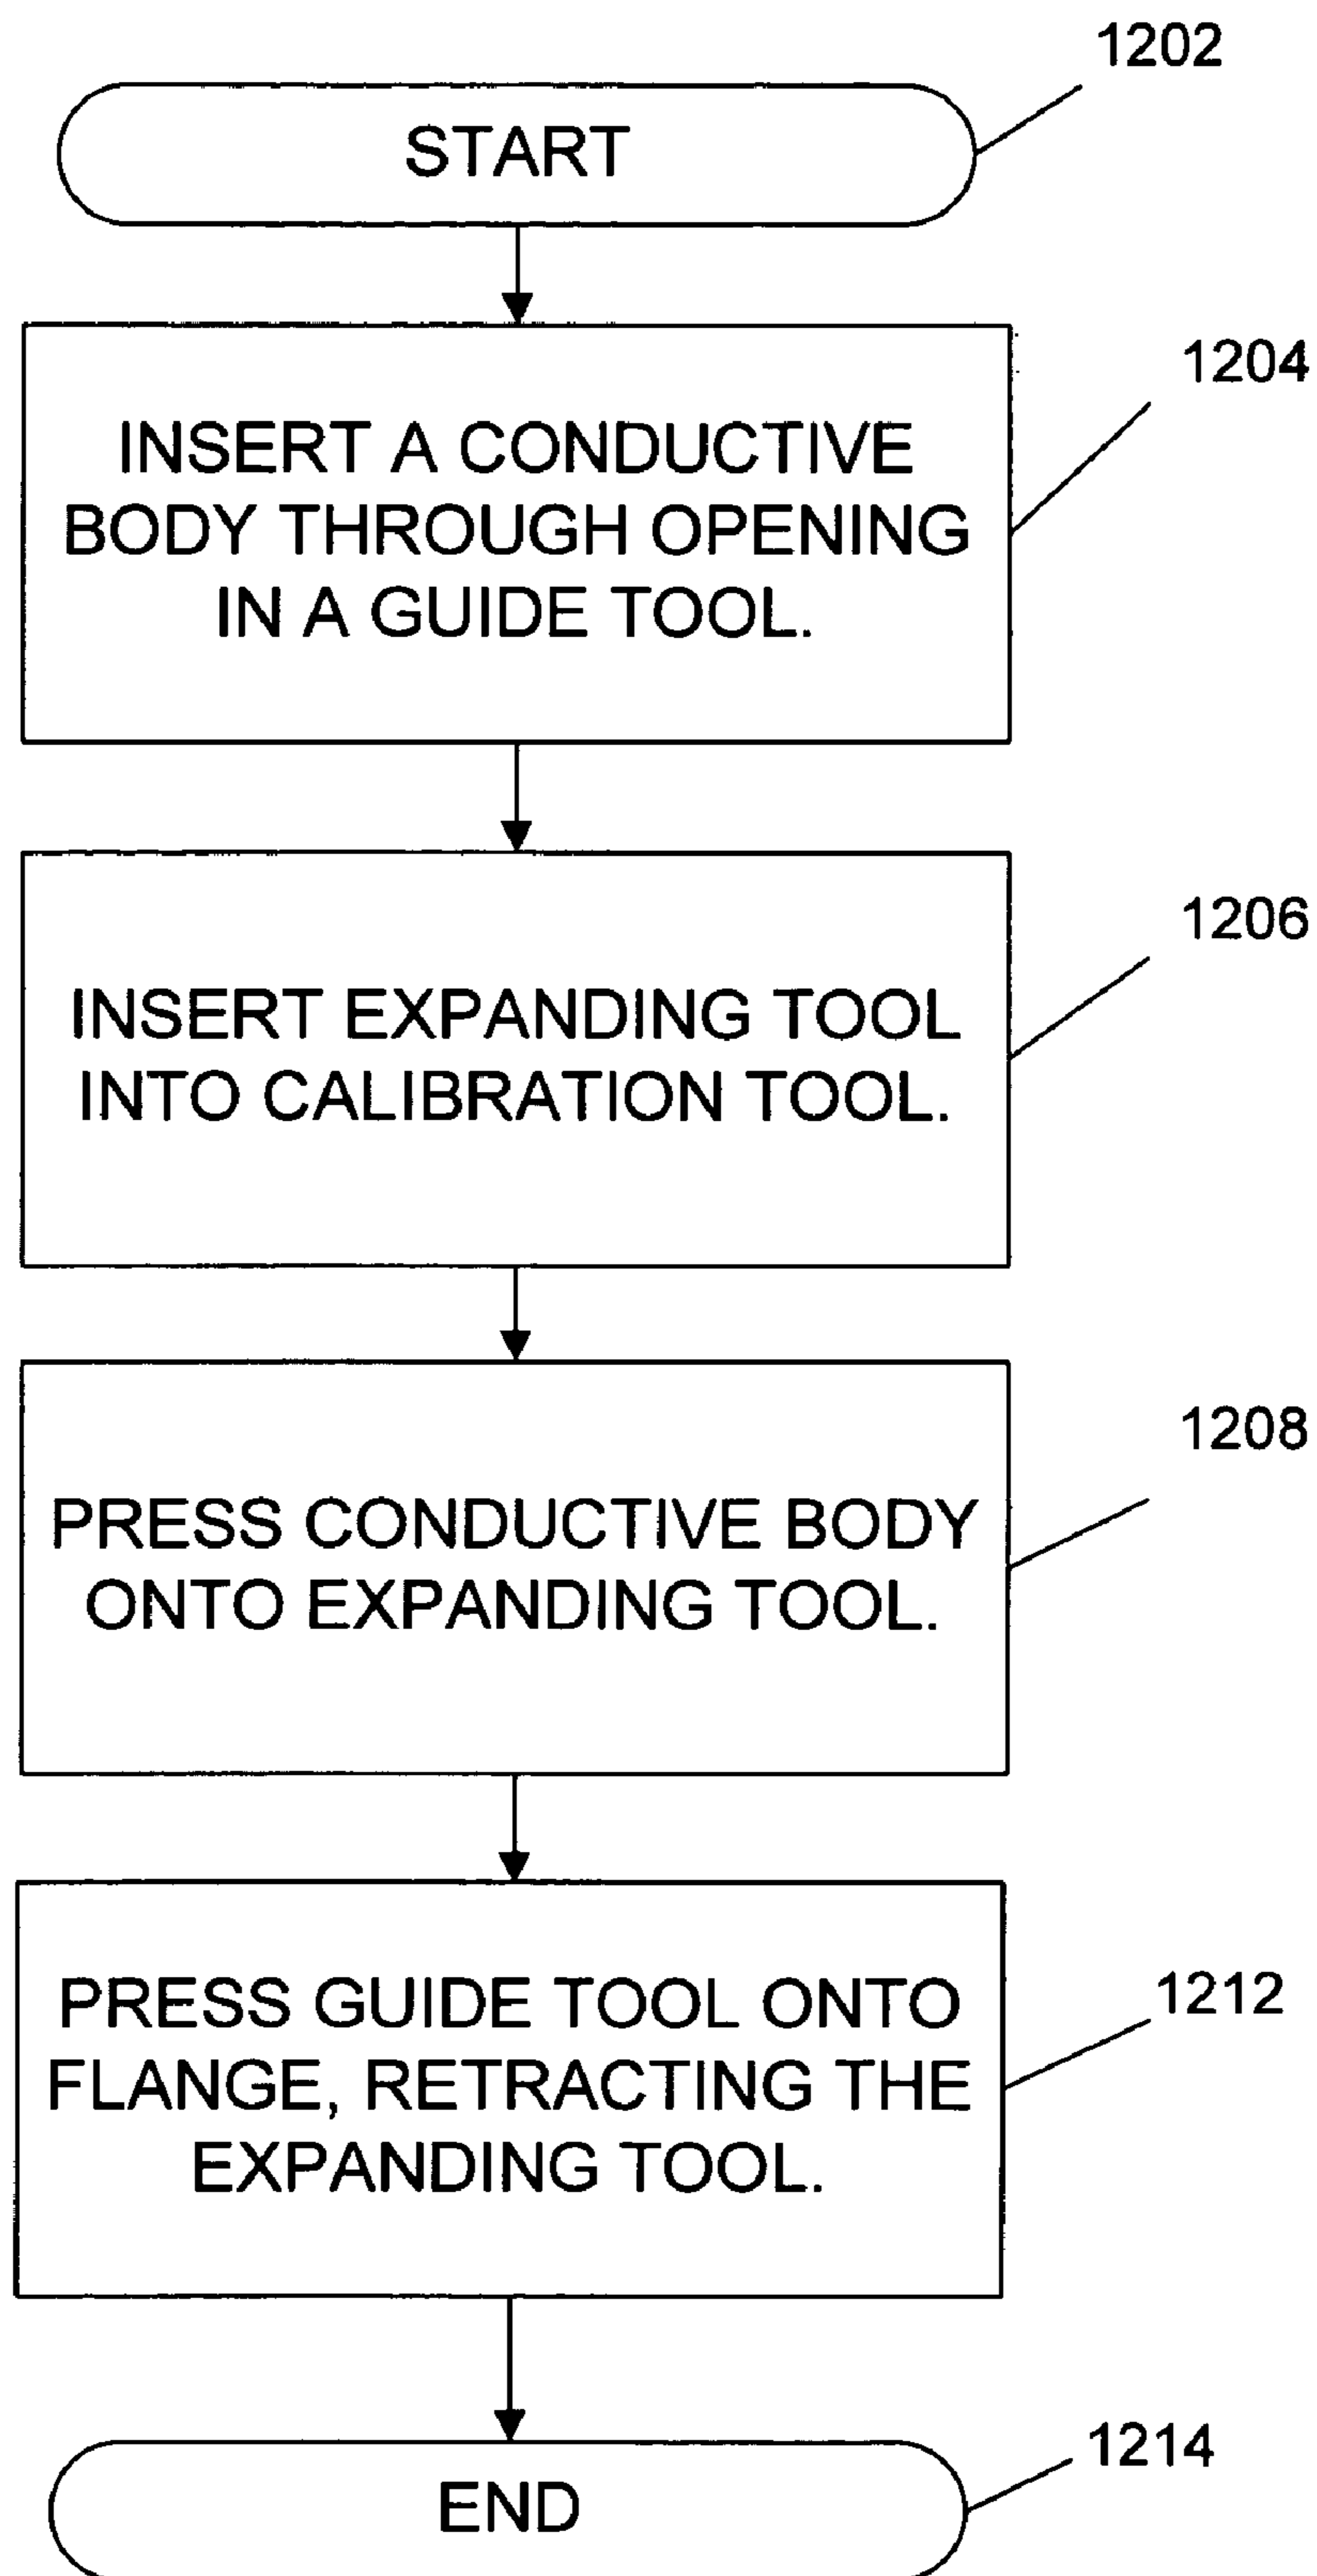 1202
START
1204
INSERT A CONDUCTIVE
BODY THROUGH OPENING
IN A GUIDE TOOL.
1206
INSERT EXPANDING TOOL
INTO CALIBRATION TOOL.
1208
PRESS CONDUCTIVE BODY
ONTO EXPANDING TOOL.
1212
PRESS GUIDE TOOL ONTO
FLANGE, RETRACTING THE
EXPANDING TOOL.
1214
END